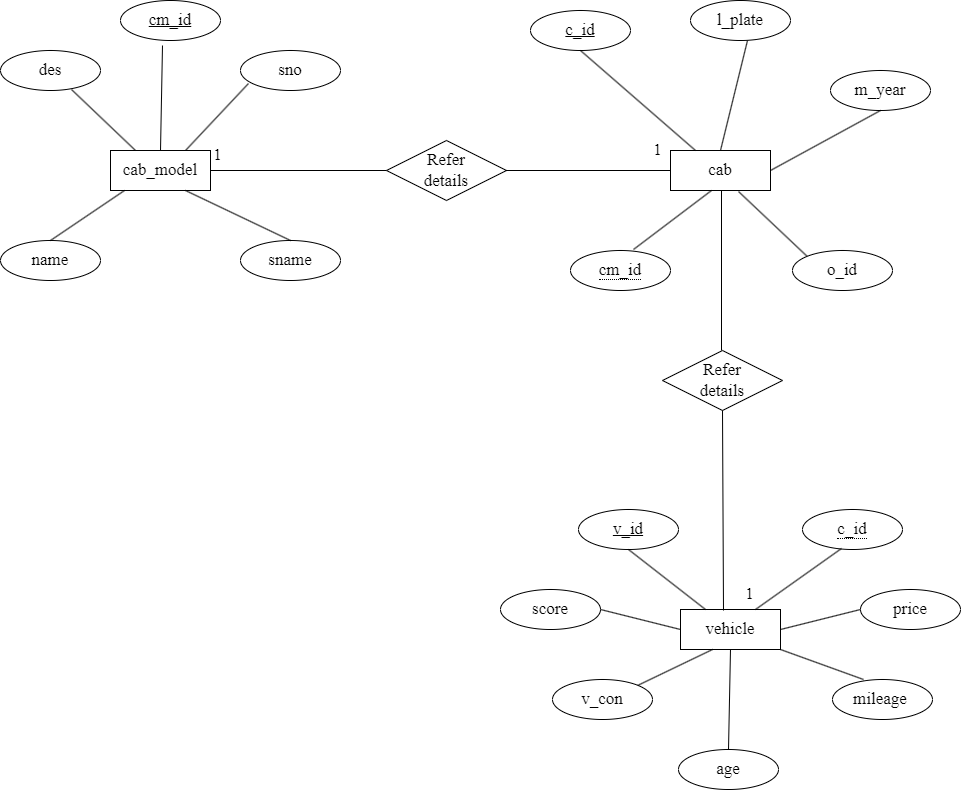 cm_id
l_plate
c_id
des
sno
m_year
1
1
cab_model
Refer
details
cab
name
sname
cm_id
o_id
Refer
details
v_id
c_id
1
score
price
vehicle
v_con
mileage
age